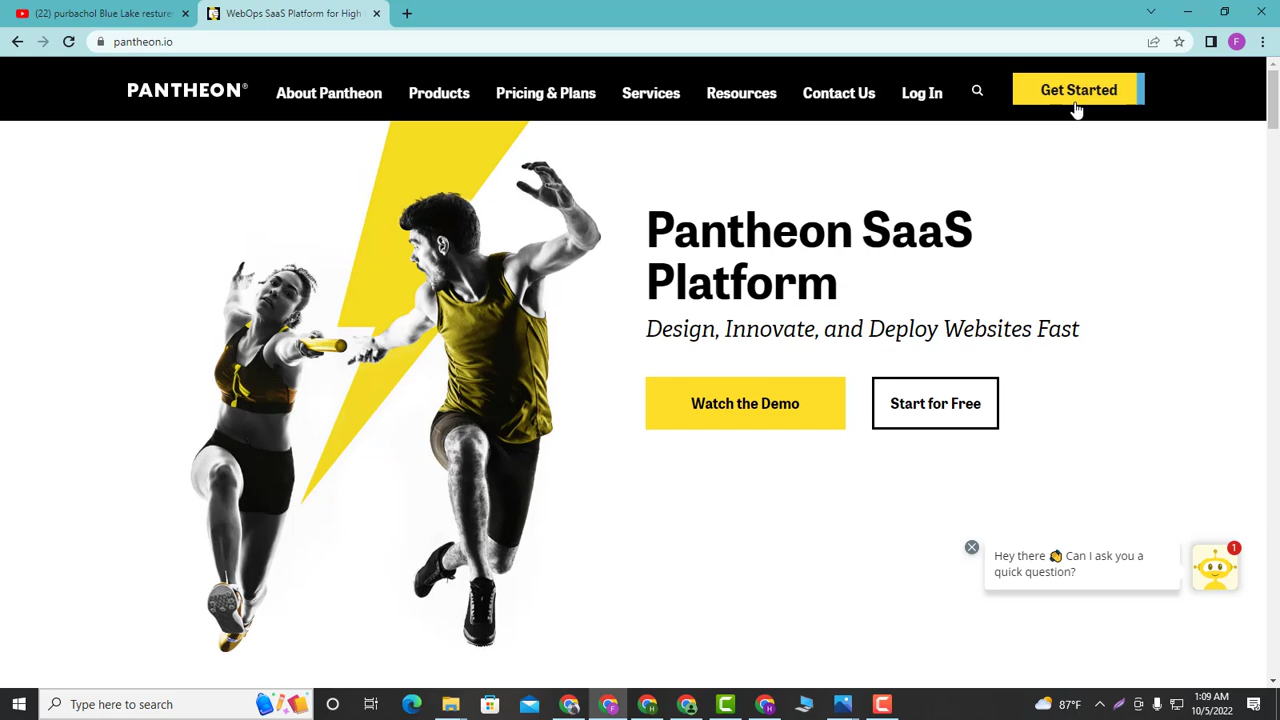 (22) purbachol Blue Lake restures
WebOps SaaS Platform for High
pantheon.io
F
PANTHEON®
About Pantheon
Products
Pricing & Plans
Services
Resources
Contact Us
Log In
Get Started
Pantheon SaaS
Platform
Design, Innovate, and Deploy Websites Fast
Watch the Demo
Start for Free
Hey there 👋 Can I ask you a
quick question?
1
Type here to search
87°F
1:09 AM
10/5/2022